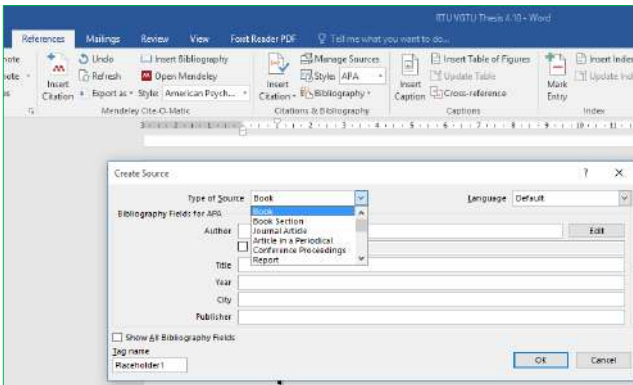 RTU VGTU Thesis 4-10 - Word
References Mailings Review View Foxit Reader PDF Tell me what you want to do...
Insert Citation
Undo
Refresh
Export as
Insert Bibliography
Open Mendeley
Style: American Psych...
Mendeley Cite-O-Matic
Insert Citation
Manage Sources
Style: APA
Bibliography
Citations & Bibliography
Insert Caption
Insert Table of Figures
Update Table
Cross-reference
Captions
Mark Entry
Insert Index
Index
Create Source ? ×
Type of Source Book Language Default
Bibliography Fields for APA
Book
Book Section
Journal Article
Article in a Periodical
Conference Proceedings
Report
Author Edit
Title
Year
City
Publisher
Show All Bibliography Fields
Tag name
Placeholder1
OK Cancel